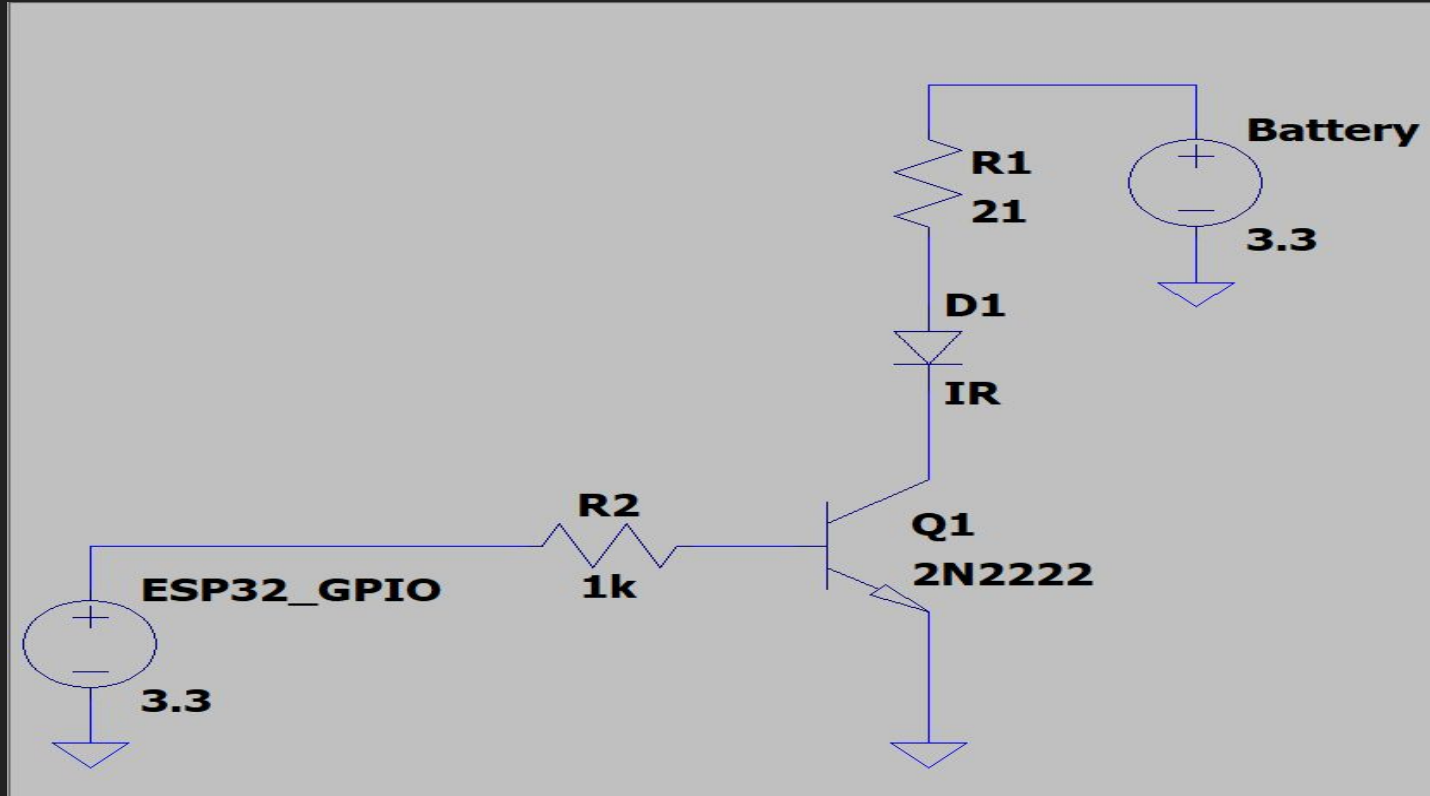 Battery
R1
21
3.3
D1
IR
R2
1k
Q1
2N2222
ESP32_GPIO
3.3